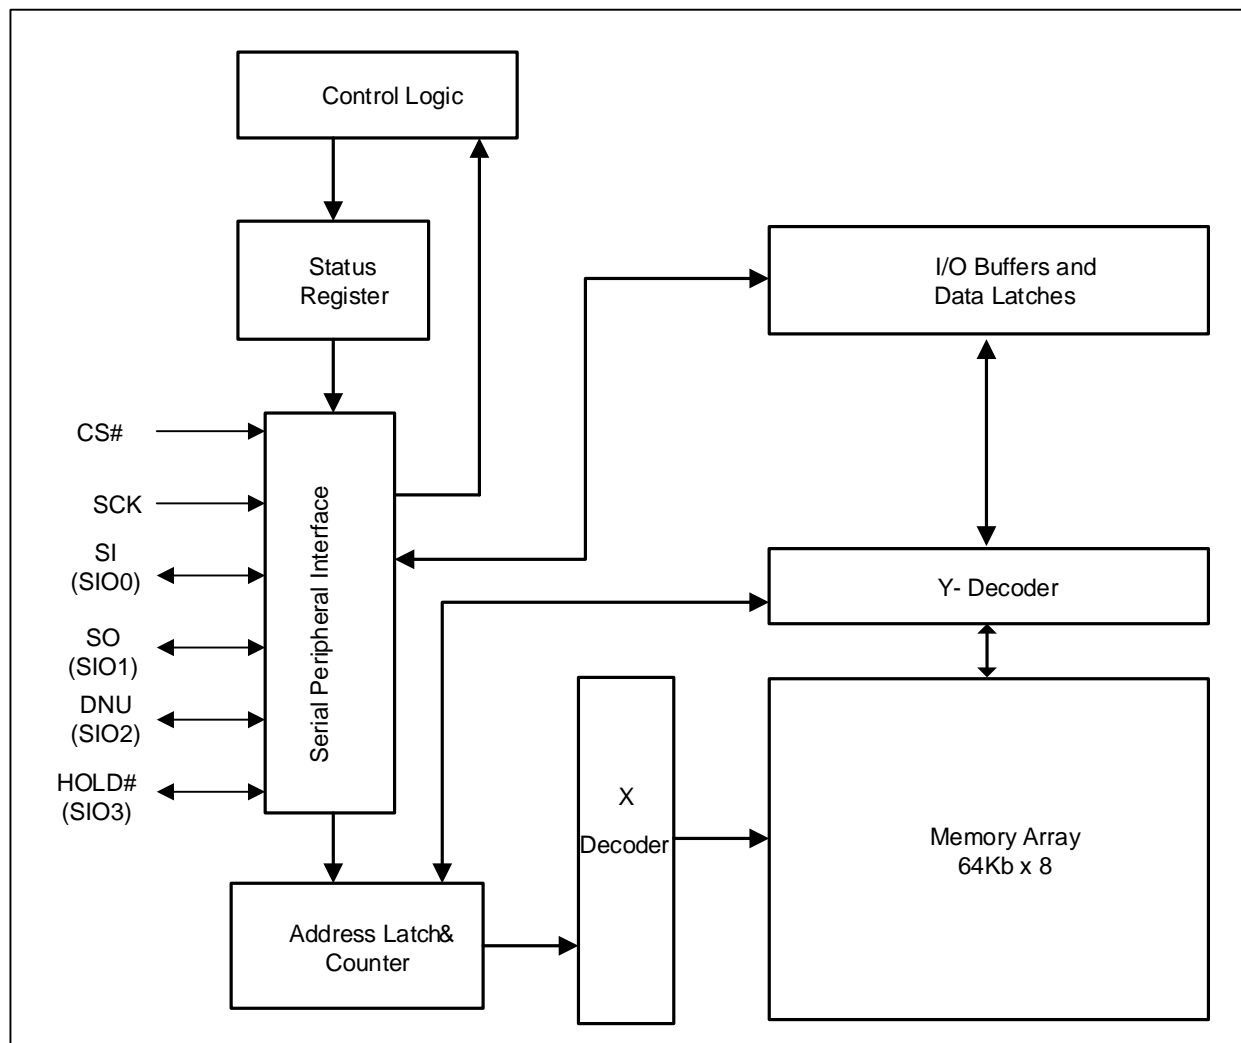 Control Logic
Status
Register
I/O Buffers and
Data Latches
CS#
SCK
SI
(SIO0)
SO
(SIO1)
DNU
(SIO2)
HOLD#
(SIO3)
Serial Peripheral Interface
Y- Decoder
X
Decoder
Memory Array
64Kb x 8
Address Latch&
Counter